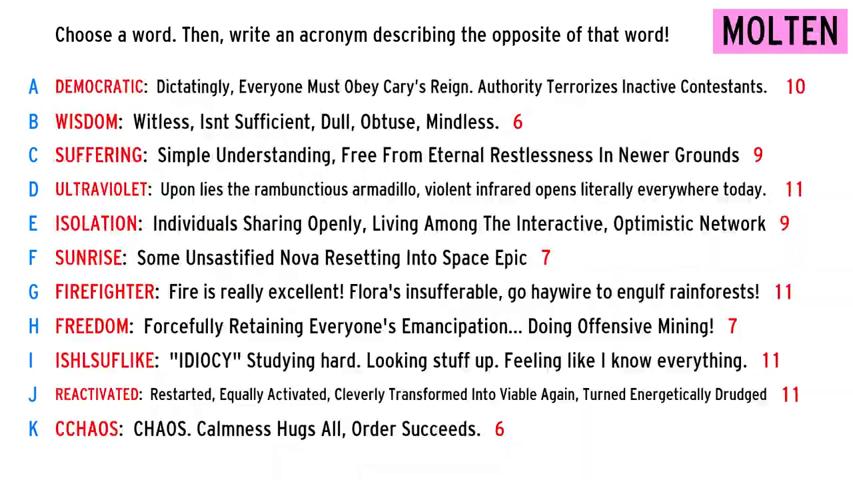 Choose a word. Then, write an acronym describing the opposite of that word! MOLTEN
A DEMOCRATIC: Dictatingly, Everyone Must Obey Cary's Reign. Authority Terrorizes Inactive Contestants. 10
B WISDOM: Witless, Isnt Sufficient, Dull, Obtuse, Mindless. 6
C SUFFERING: Simple Understanding, Free From Eternal Restlessness In Newer Grounds 9
D ULTRAVIOLET: Upon lies the rambunctious armadillo, violent infrared opens literally everywhere today. 11
E ISOLATION: Individuals Sharing Openly, Living Among The Interactive, Optimistic Network 9
F SUNRISE: Some Unsastified Nova Resetting Into Space Epic 7
G FIREFIGHTER: Fire is really excellent! Flora's insufferable, go haywire to engulf rainforests! 11
H FREEDOM: Forcefully Retaining Everyone's Emancipation... Doing Offensive Mining! 7
I ISHLSUFLIKE: "IDIOCY" Studying hard. Looking stuff up. Feeling like I know everything. 11
J REACTIVATED: Restarted, Equally Activated, Cleverly Transformed Into Viable Again, Turned Energetically Drudged 11
K CCHAOS: CHAOS. Calmness Hugs All, Order Succeeds. 6